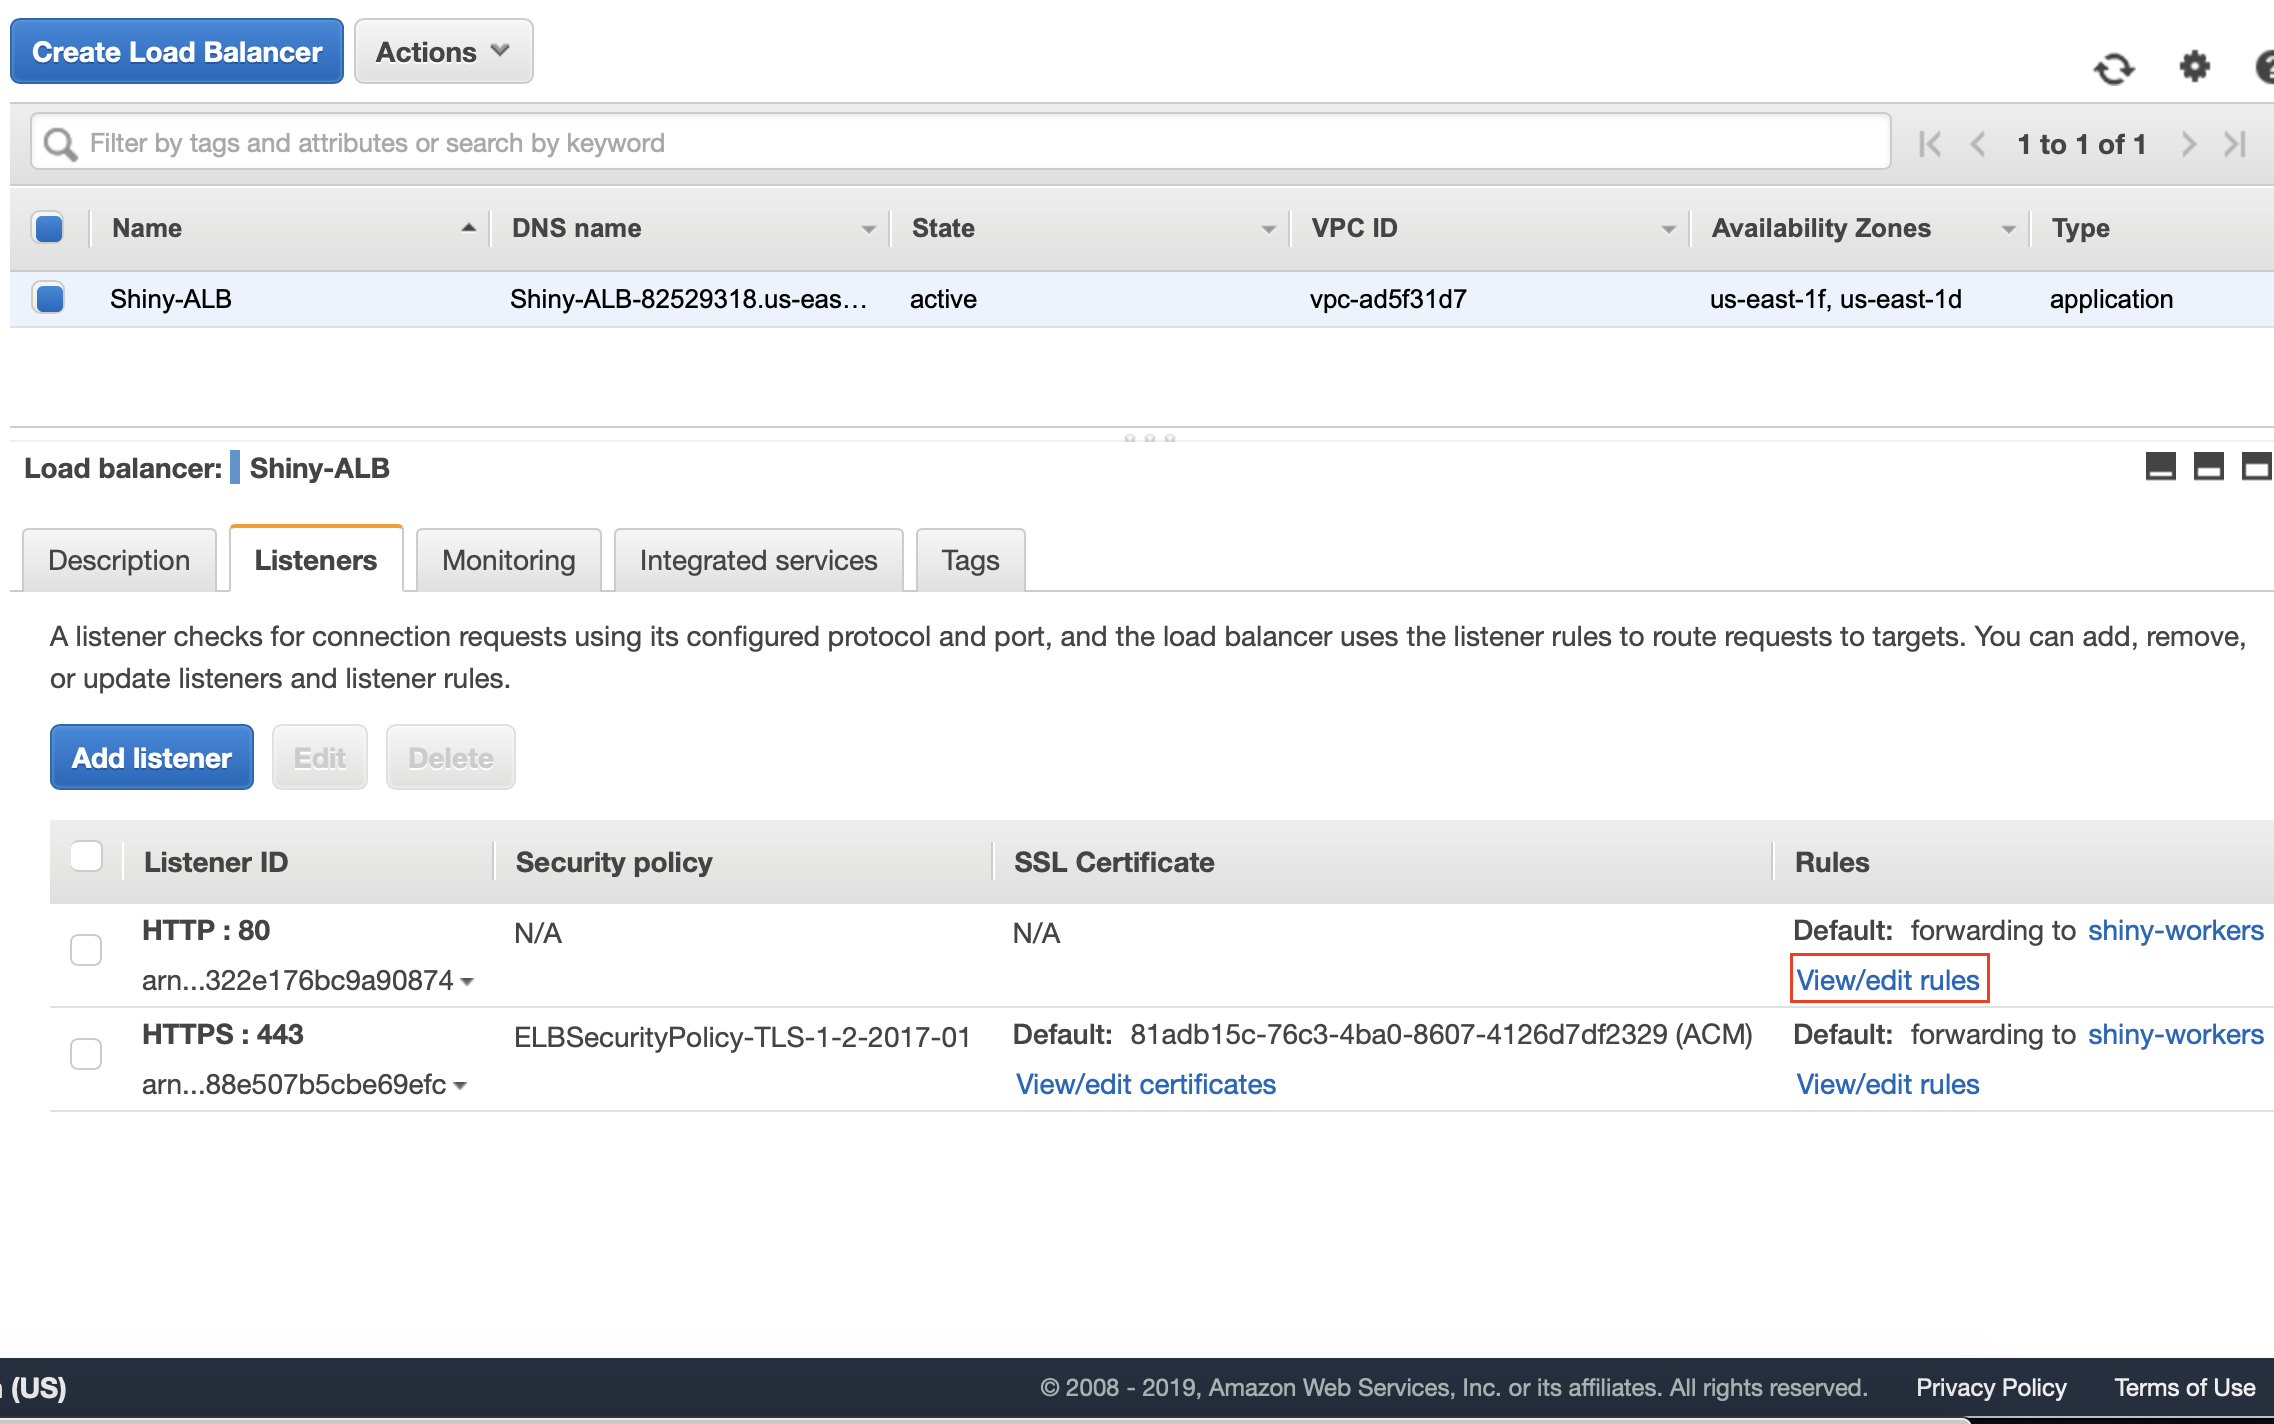 Create Load Balancer
Actions
Filter by tags and attributes or search by keyword
1 to 1 of 1
Name DNS name State VPC ID Availability Zones Type
Shiny-ALB Shiny-ALB-82529318.us-eas… active vpc-ad5f31d7 us-east-1f, us-east-1d application
Load balancer: Shiny-ALB
Description Listeners Monitoring Integrated services Tags
A listener checks for connection requests using its configured protocol and port, and the load balancer uses the listener rules to route requests to targets. You can add, remove,
or update listeners and listener rules.
Add listener Edit Delete
Listener ID Security policy SSL Certificate Rules
HTTP : 80 N/A N/A Default: forwarding to shiny-workers
arn...322e176bc9a90874 View/edit rules
HTTPS : 443 ELBSecurityPolicy-TLS-1-2-2017-01 Default: 81adb15c-76c3-4ba0-8607-4126d7df2329 (ACM) Default: forwarding to shiny-workers
arn...88e507b5cbe69efc View/edit certificates View/edit rules
(US) © 2008 - 2019, Amazon Web Services, Inc. or its affiliates. All rights reserved. Privacy Policy Terms of Use